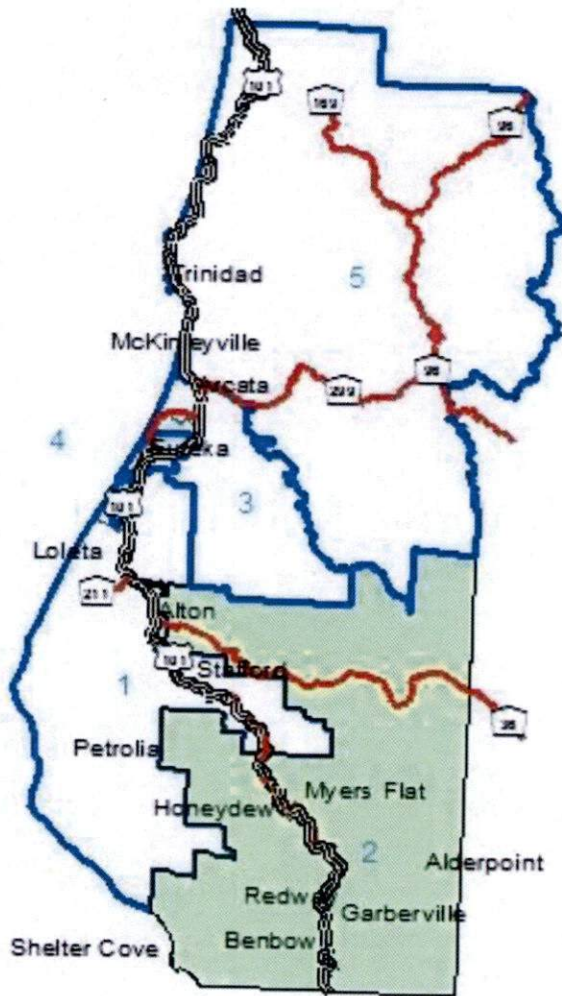 101
169
96
Trinidad
5
McKinleyville
96
Arcata
299
4
Eureka
3
101
Loleta
211
Alton
101
Stafford
1
36
Petrolia
Myers Flat
Honeydew
2
Alderpoint
Garberville
Shelter Cove
Benbow